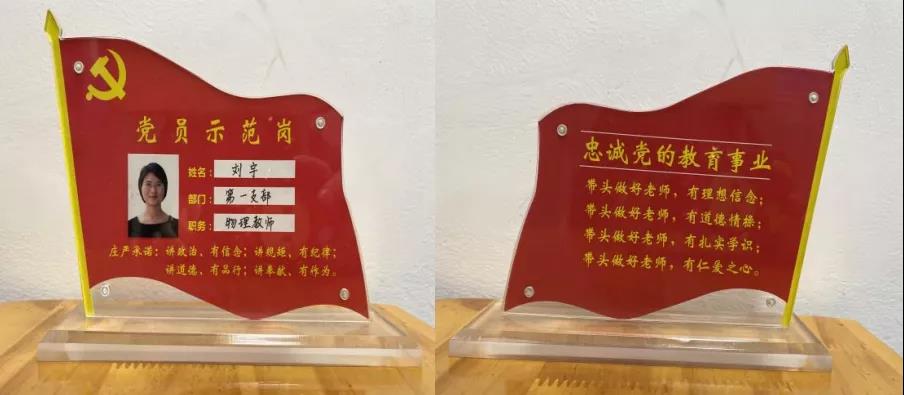 党员示范岗
姓名：刘宇
部门：第一支部
职务：物理教师
庄严承诺：讲政治、有信念；讲规矩、有纪律；
讲道德、有品行；讲奉献、有作为。
忠诚党的教育事业
带头做好老师，有理想信念；
带头做好老师，有道德情操；
带头做好老师，有扎实学识；
带头做好老师，有仁爱之心。